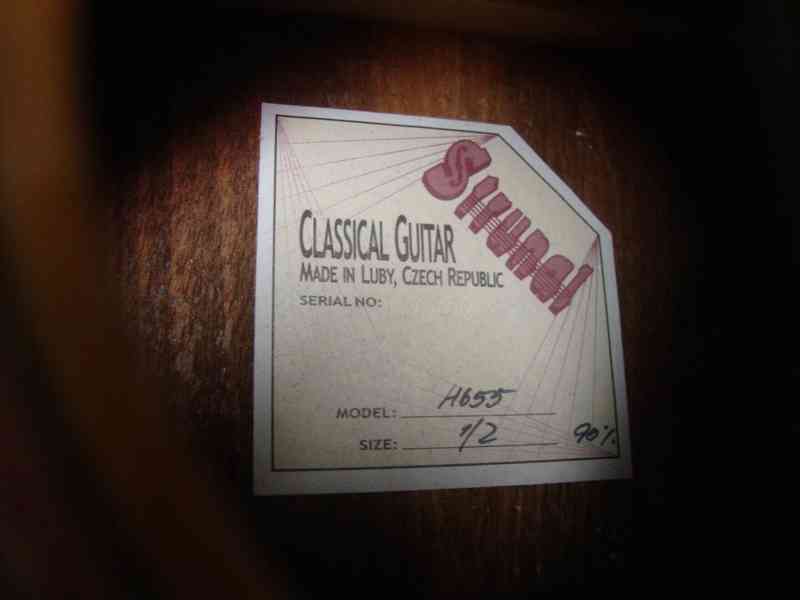 Strunal
CLASSICAL GUITAR
MADE IN LUBY, CZECH REPUBLIC
SERIAL NO:
MODEL: H655
SIZE: 1/2
90%